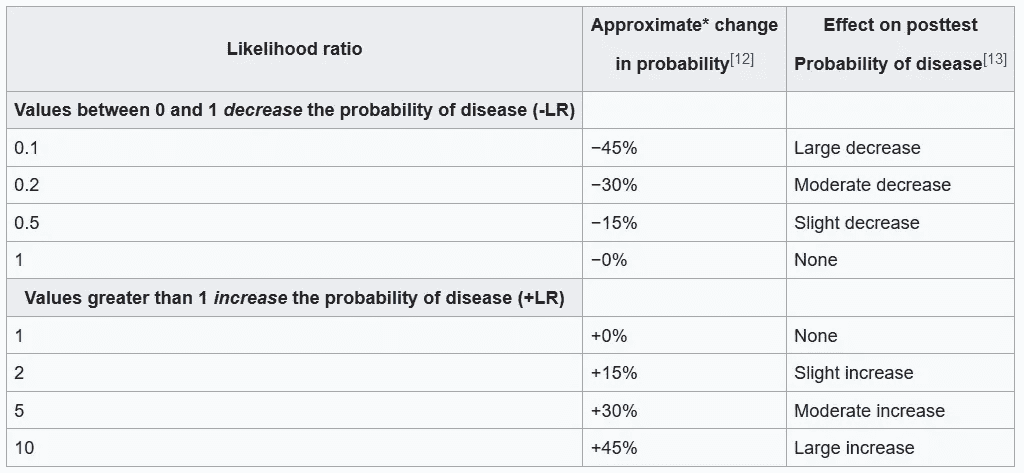 Likelihood ratio
Approximate* change
in probability[12]
Effect on posttest
Probability of disease[13]
Values between 0 and 1 decrease the probability of disease (-LR)
0.1 −45% Large decrease
0.2 −30% Moderate decrease
0.5 −15% Slight decrease
1 −0% None
Values greater than 1 increase the probability of disease (+LR)
1 +0% None
2 +15% Slight increase
5 +30% Moderate increase
10 +45% Large increase